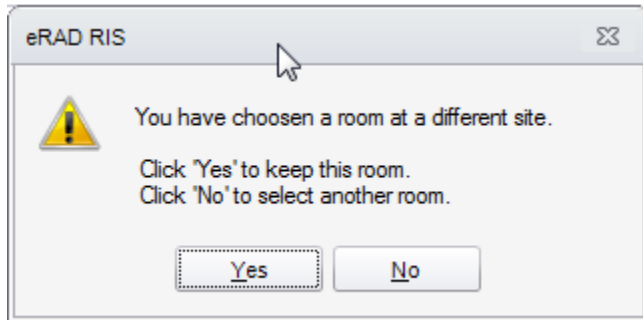 eRAD RIS
You have choosen a room at a different site.
Click 'Yes' to keep this room.
Click 'No' to select another room.
Yes
No